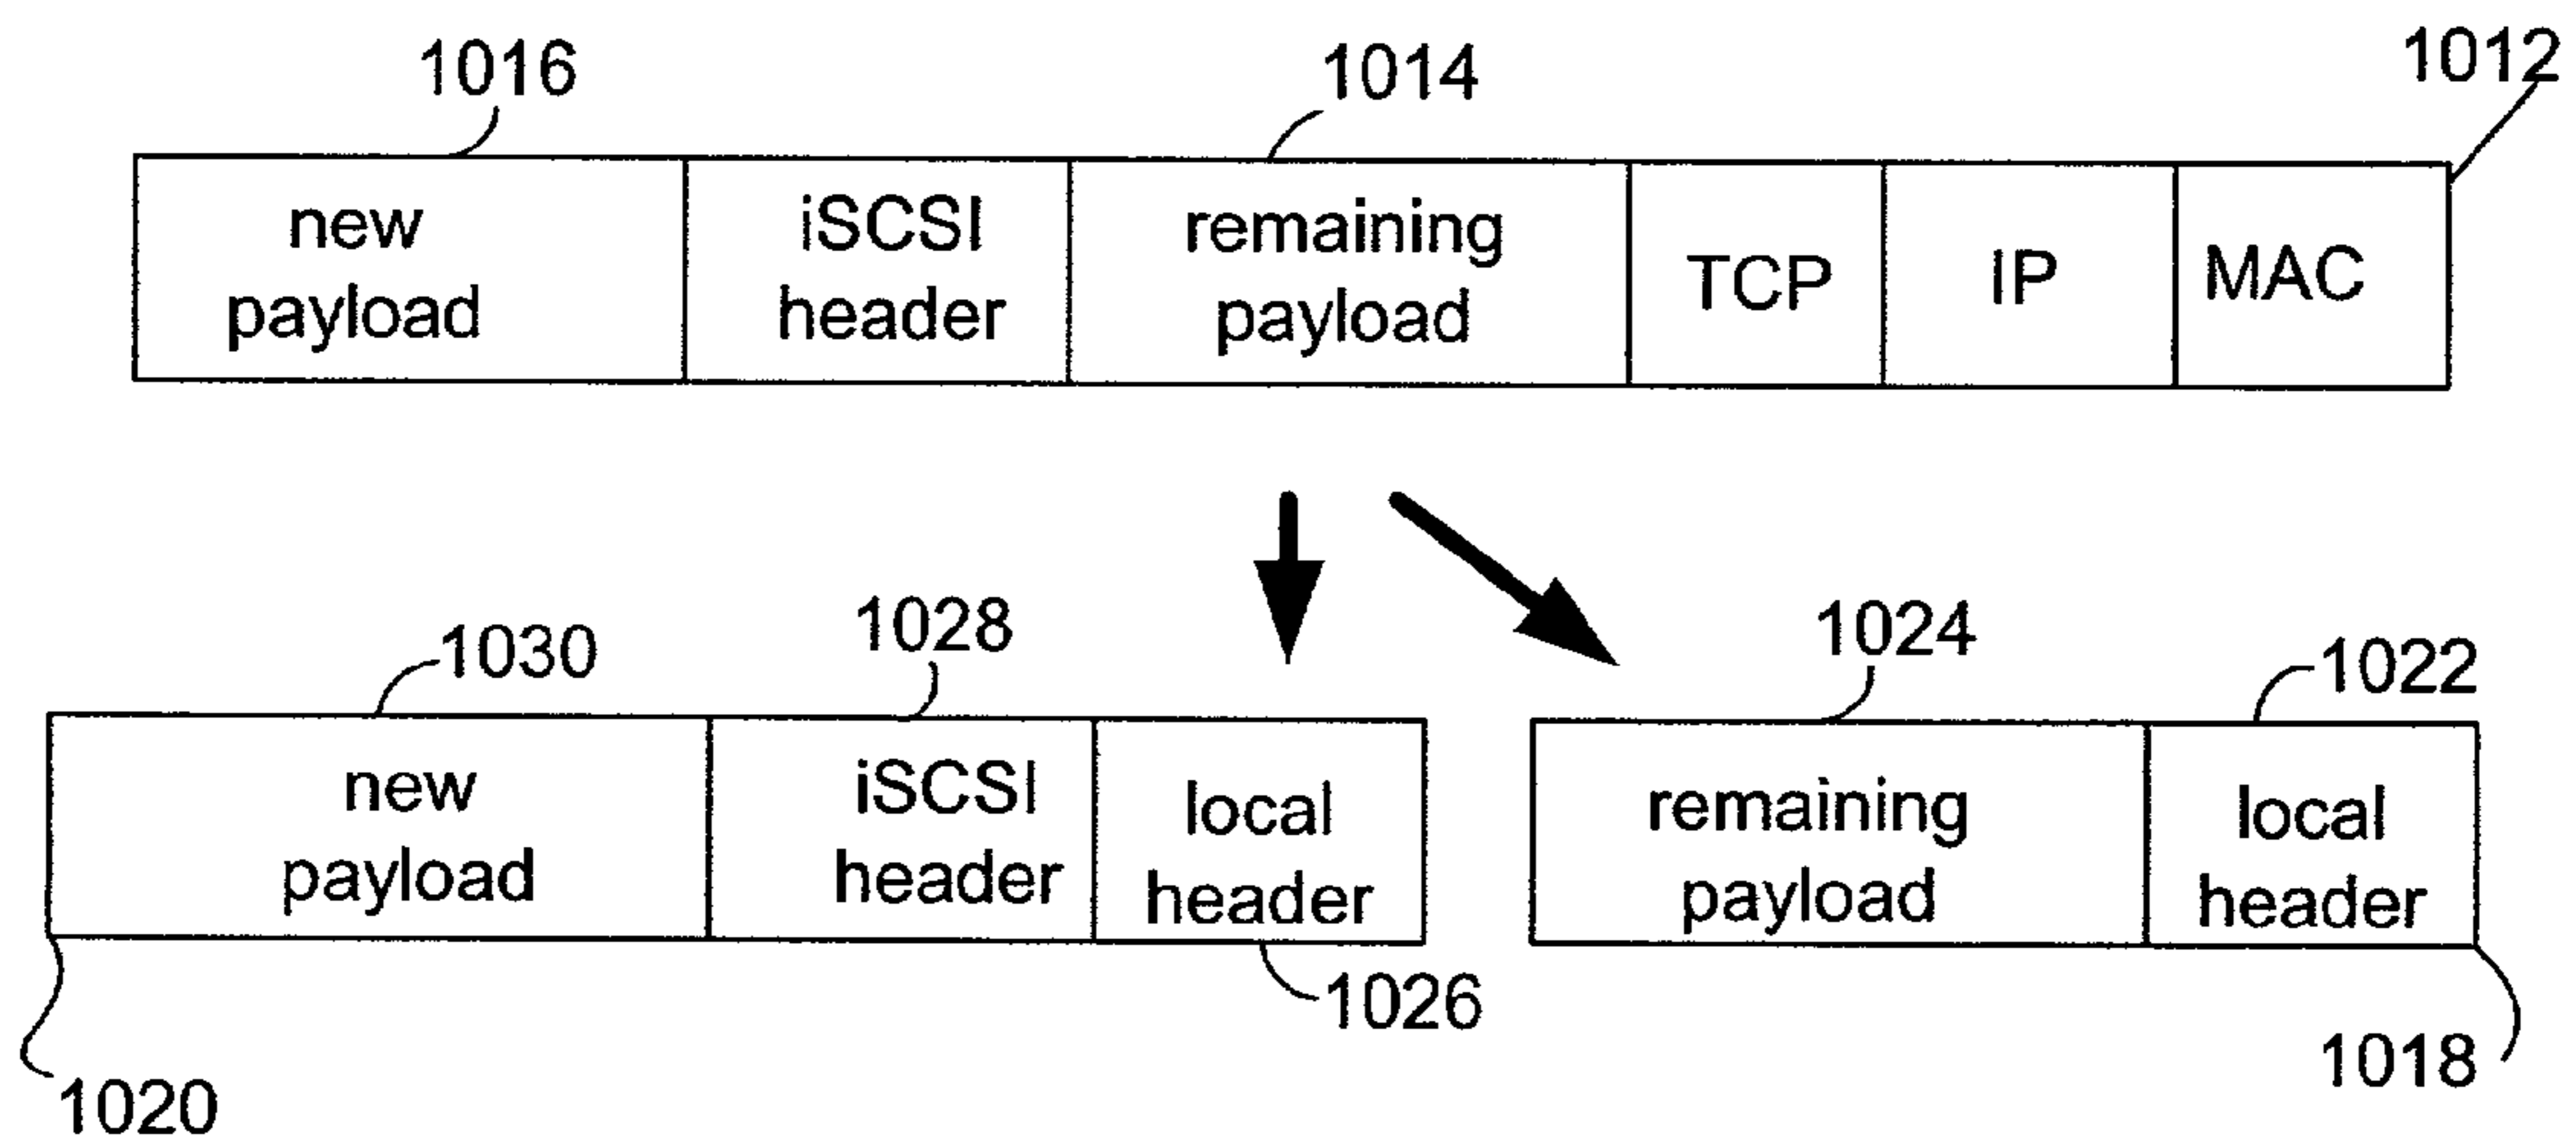 1016
1014
1012
new
payload
iSCSI
header
remaining
payload
TCP
IP
MAC
1030
1028
1024
1022
new
payload
iSCSI
header
local
header
remaining
payload
local
header
1020
1026
1018